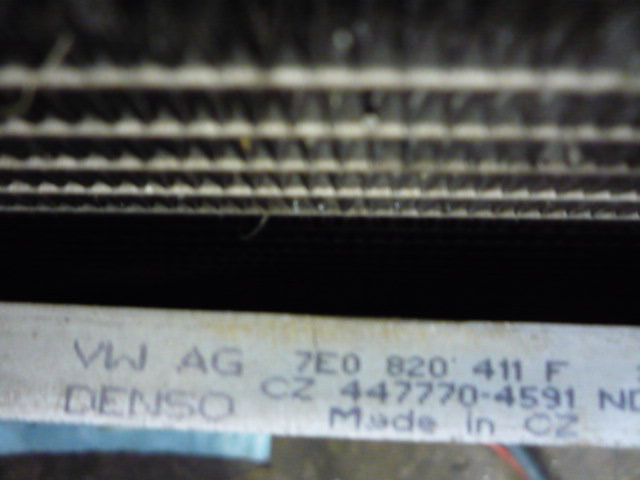 VW AG 7E0 820 411 F
DENSO CZ 447770-4591 ND
Made in CZ